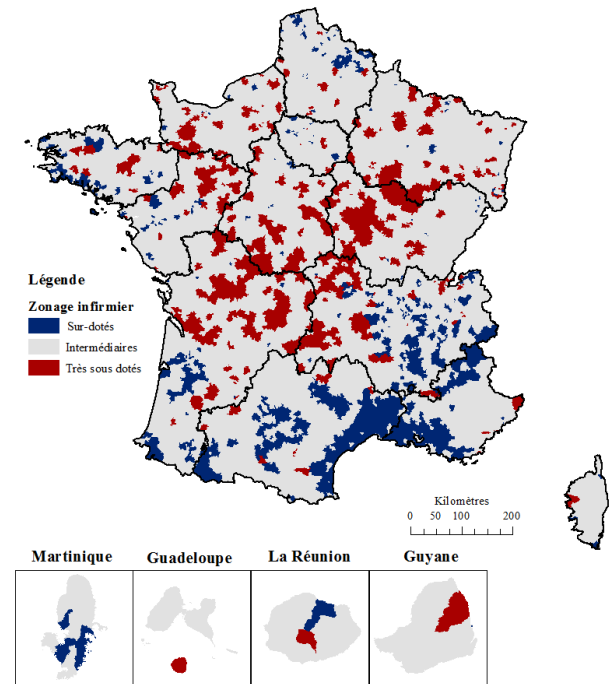 Légende
Zonage infirmier
Sur-dotés
Intermédiaires
Très sous dotés
Kilomètres
0 50 100 200
Martinique Guadeloupe La Réunion Guyane